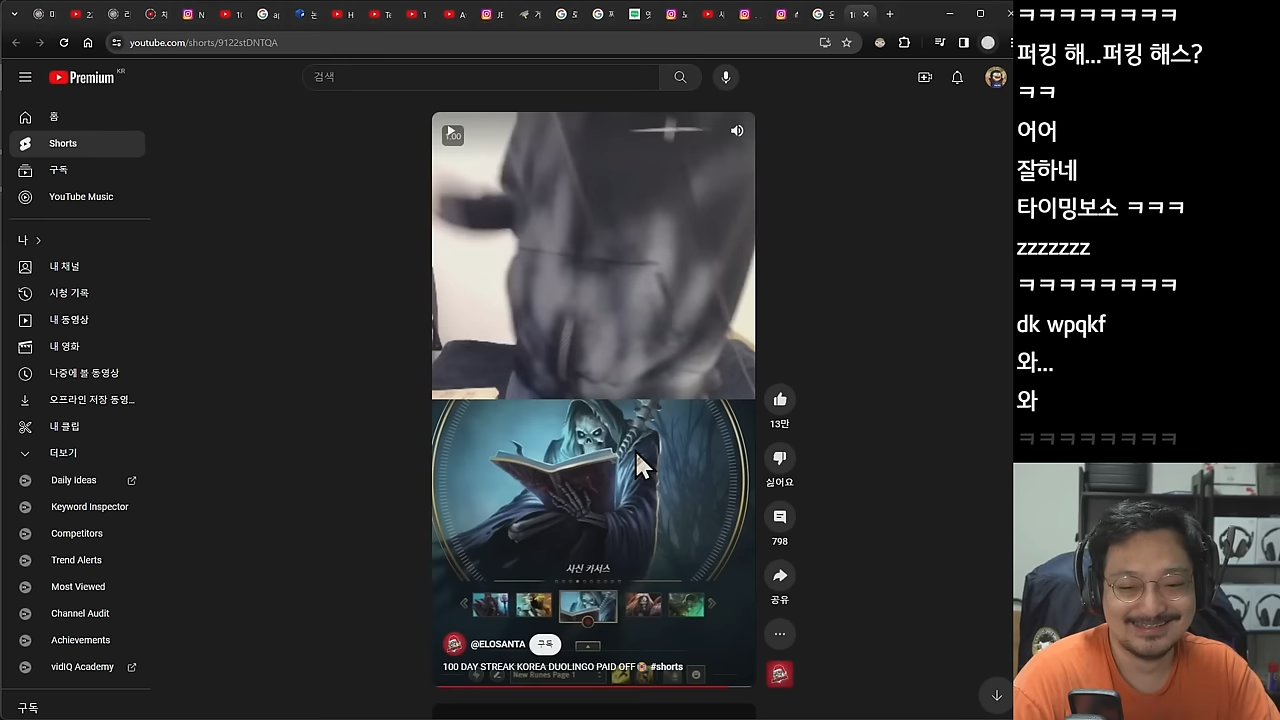 youtube.com/shorts/9122stDNTQA
Premium KR
검색
홈
Shorts
구독
YouTube Music
나
내 채널
시청 기록
내 동영상
내 영화
나중에 볼 동영상
오프라인 저장 동영...
내 클립
더보기
Daily Ideas
Keyword Inspector
Competitors
Trend Alerts
Most Viewed
Channel Audit
Achievements
vidIQ Academy
구독
1:00
사신 카서스
@ELOSANTA 구독
100 DAY STREAK KOREA DUOLINGO PAID OFF #shorts
New Runes Page 1
13만
싫어요
798
공유
ㅋㅋㅋㅋㅋㅋㅋㅋ
퍼킹 해...퍼킹 해스?
ㅋㅋ
어어
잘하네
타이밍보소 ㅋㅋㅋ
zzzzzzz
ㅋㅋㅋㅋㅋㅋㅋㅋ
dk wpqkf
와...
와
ㅋㅋㅋㅋㅋㅋㅋㅋ